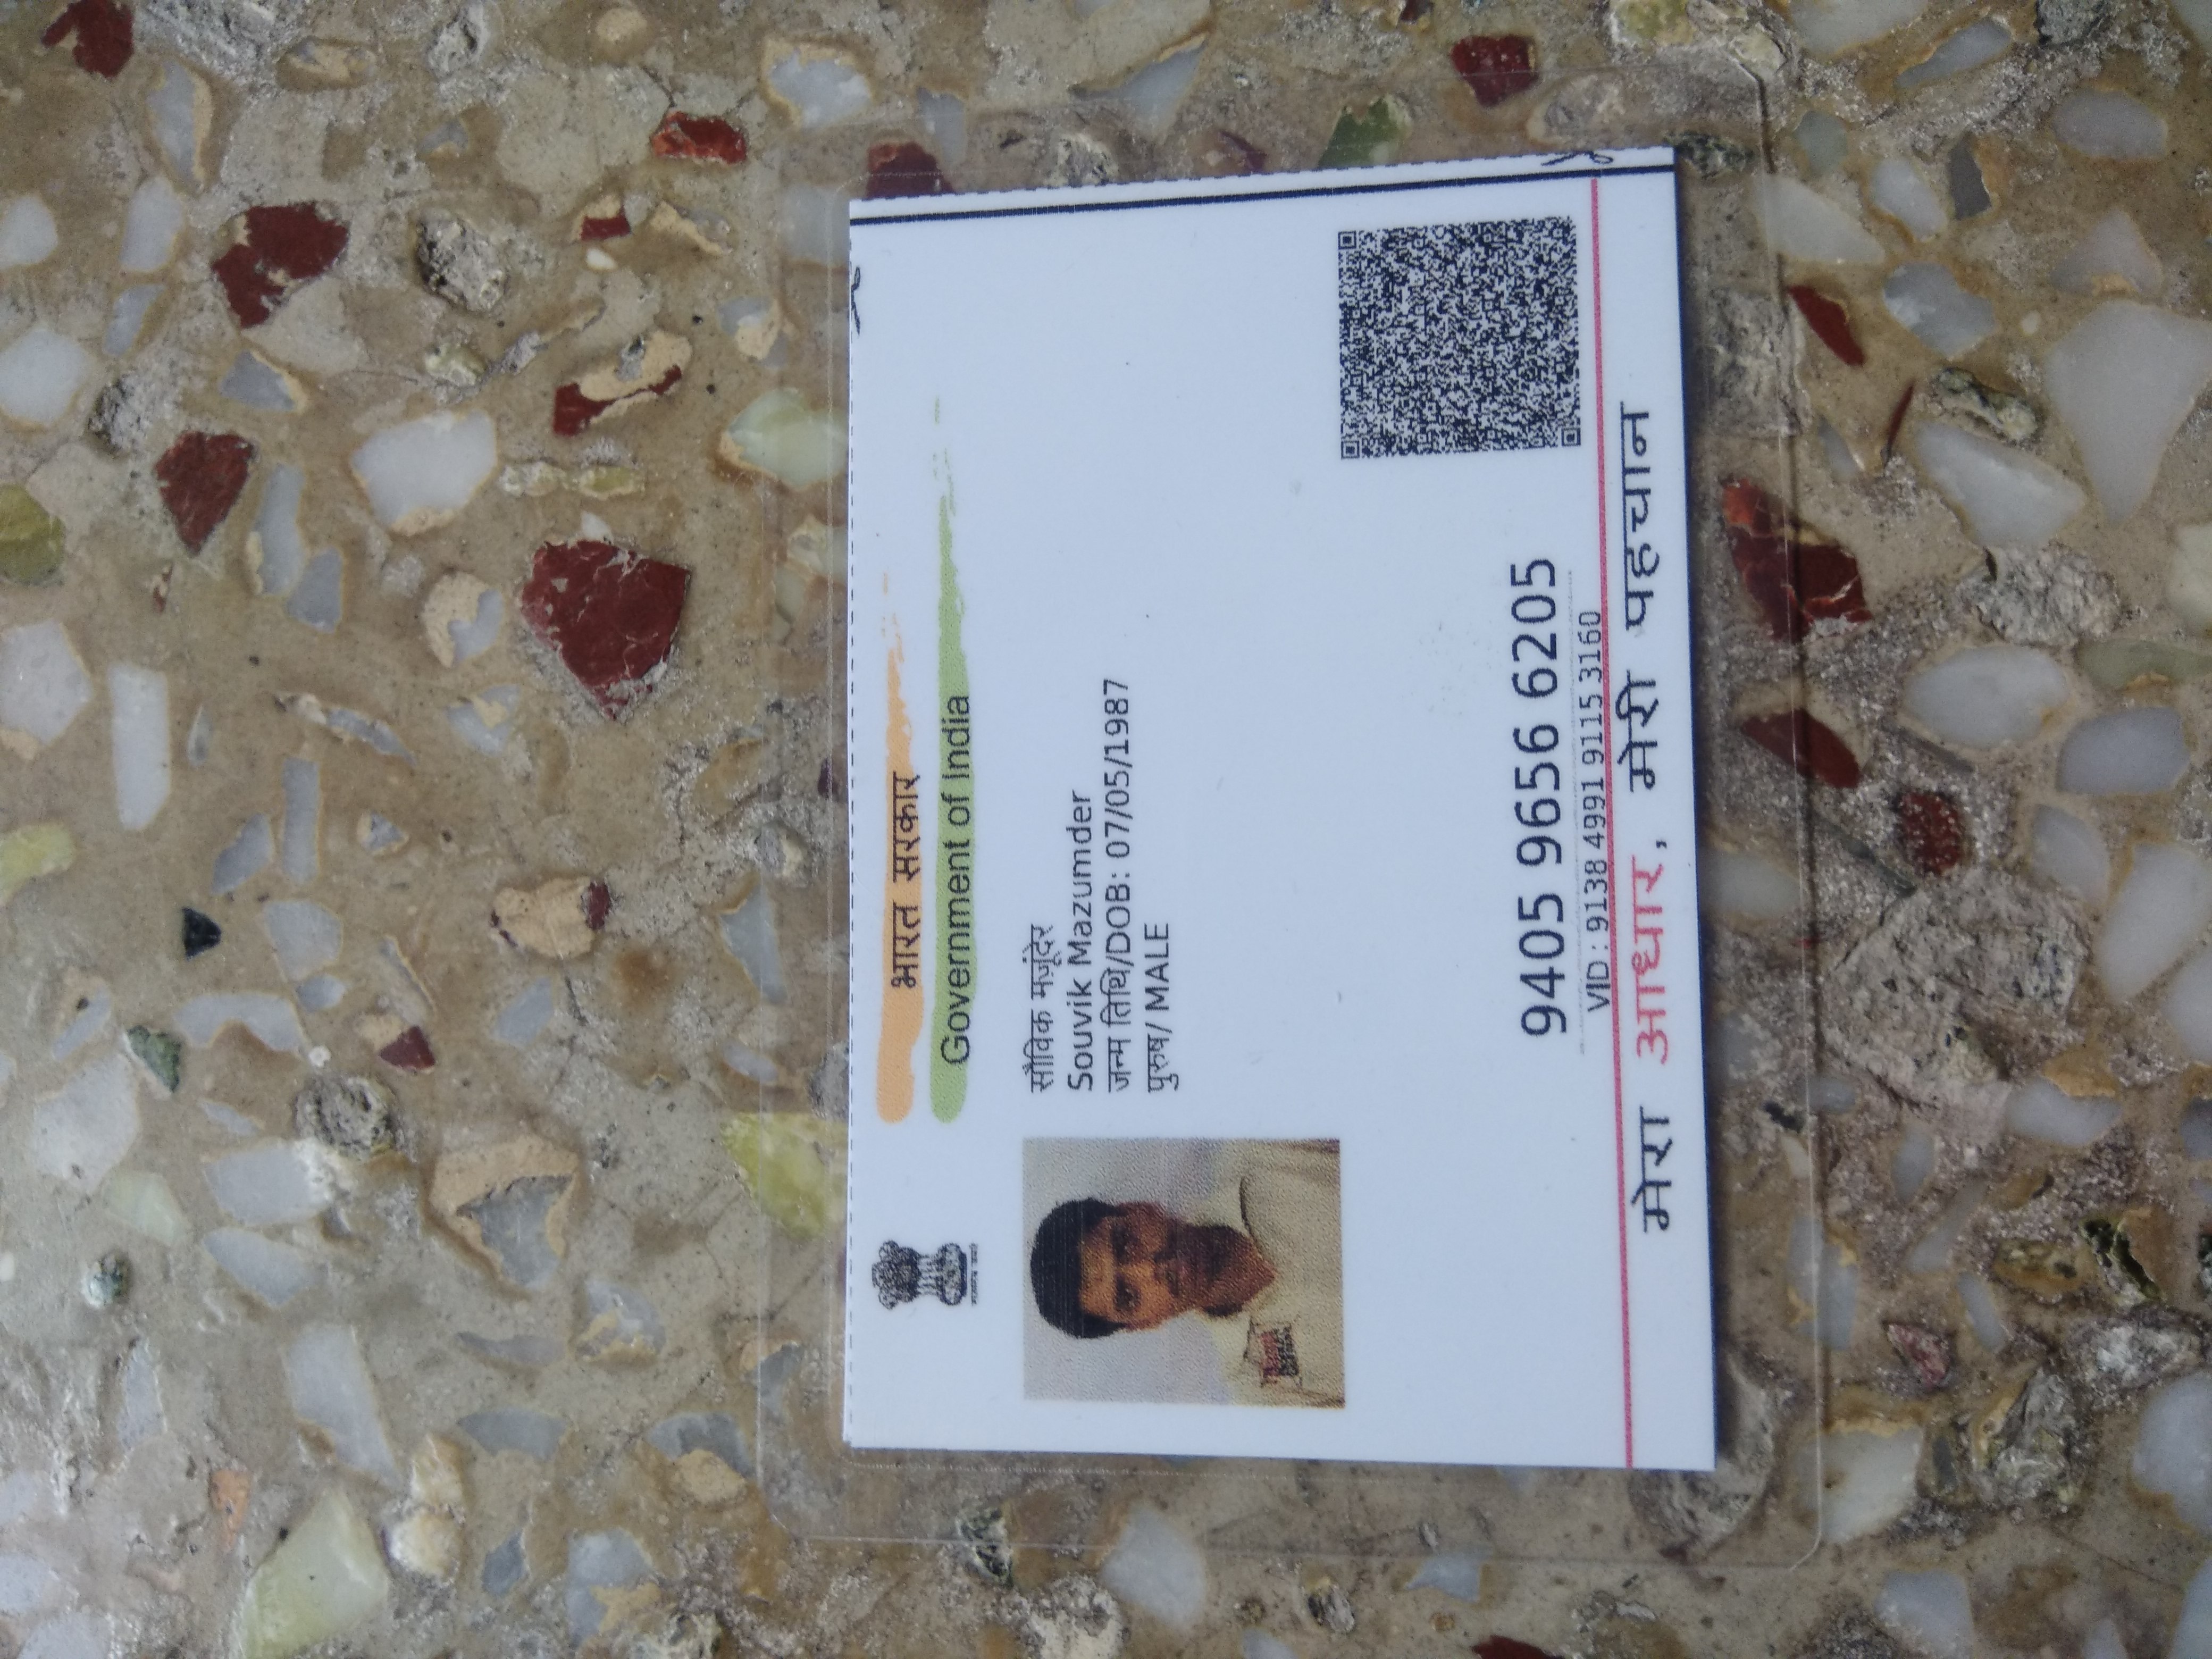 भारत सरकार
Government of India
सौविक मजूंदेर
Souvik Mazumder
जन्म तिथि/DOB: 07/05/1987
पुरुष/ MALE
9405 9656 6205
VID : 9138 4991 9115 3160
मेरा आधार, मेरी पहचान